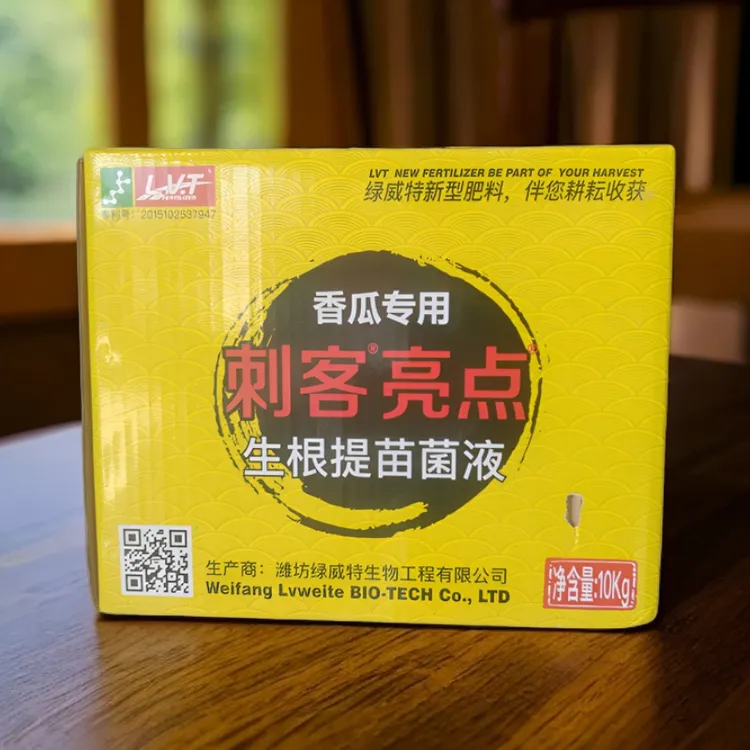 L.V.T
FERTILIZER
专利号：2015102537947
LVT NEW FERTILIZER BE PART OF YOUR HARVEST
绿威特新型肥料，伴您耕耘收获
香瓜专用
刺客®亮点®
生根提苗菌液
生产商：潍坊绿威特生物工程有限公司
Weifang Lvweite BIO-TECH Co., LTD
净含量:10Kg